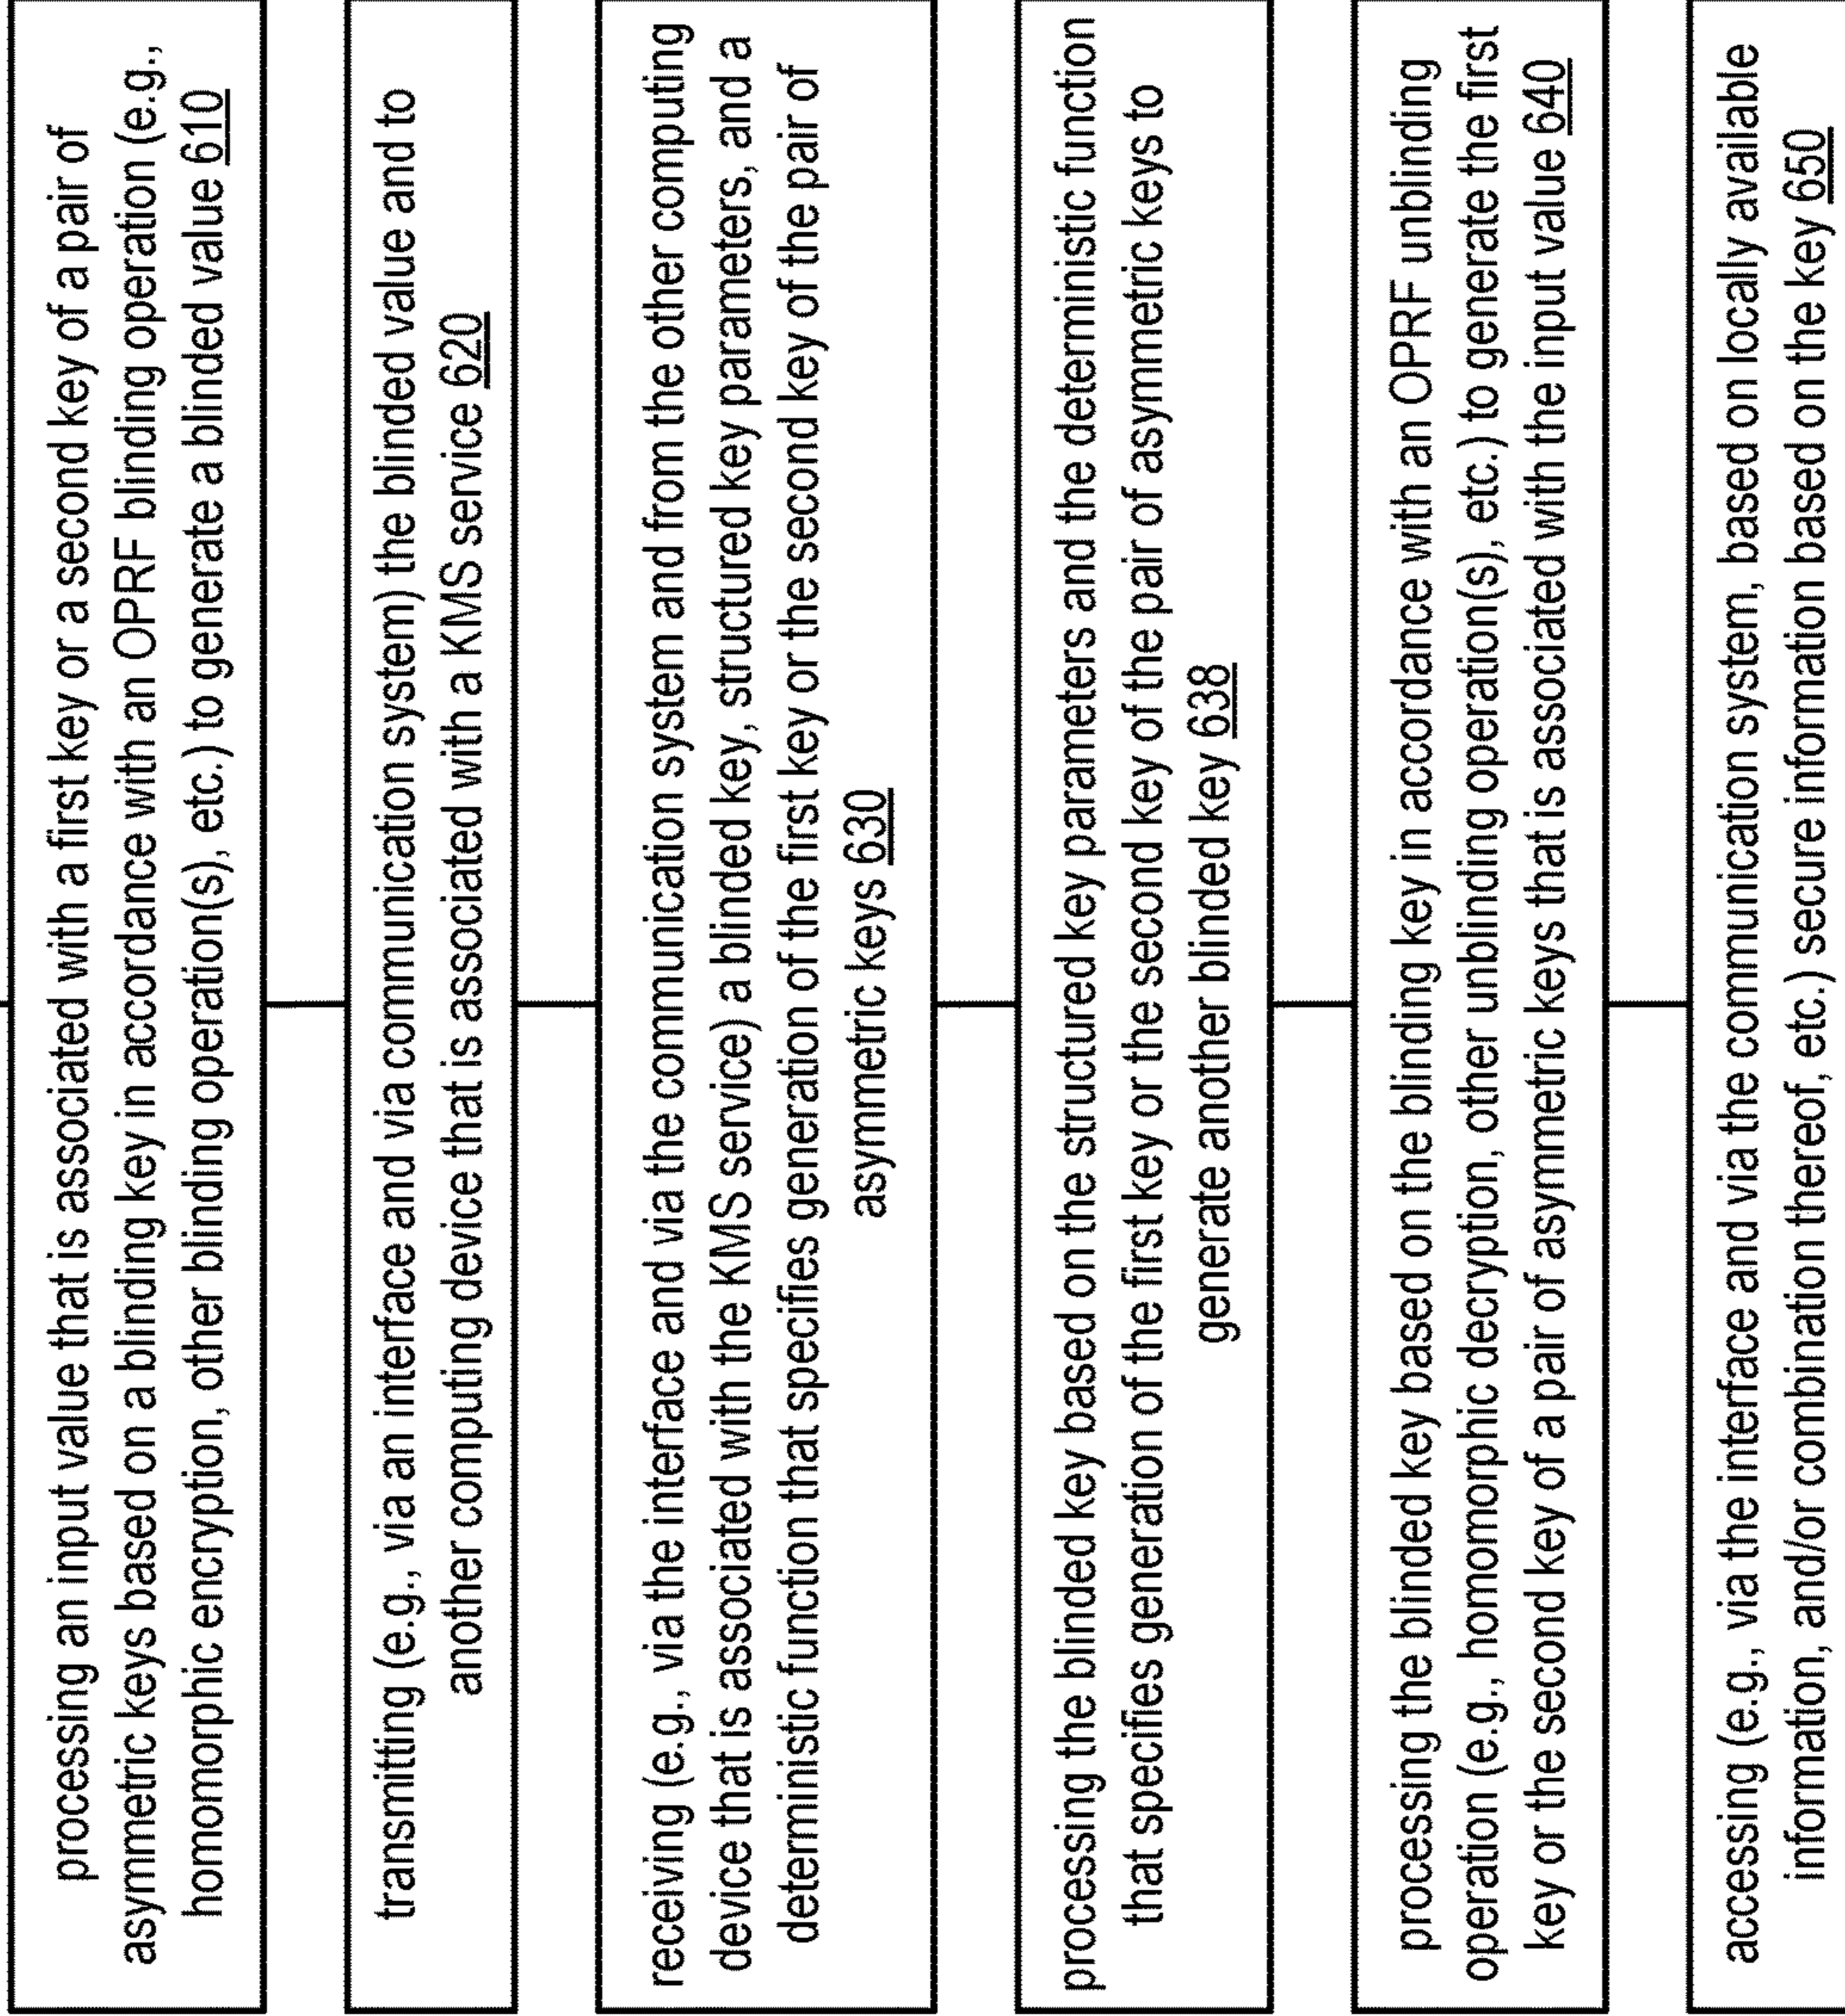 processing an input value that is associated with a first key or a second key of a pair of
asymmetric keys based on a blinding key in accordance with an OPRF blinding operation (e.g.,
homomorphic encryption, other blinding operation(s), etc.) to generate a blinded value 610
transmitting (e.g., via an interface and via communication system) the blinded value and to
another computing device that is associated with a KMS service 620
receiving (e.g., via the interface and via the communication system and from the other computing
device that is associated with the KMS service) a blinded key, structured key parameters, and a
deterministic function that specifies generation of the first key or the second key of the pair of
asymmetric keys 630
processing the blinded key based on the structured key parameters and the deterministic function
that specifies generation of the first key or the second key of the pair of asymmetric keys to
generate another blinded key 638
processing the blinded key based on the blinding key in accordance with an OPRF unblinding
operation (e.g., homomorphic decryption, other unblinding operation(s), etc.) to generate the first
key or the second key of a pair of asymmetric keys that is associated with the input value 640
accessing (e.g., via the interface and via the communication system, based on locally available
information, and/or combination thereof, etc.) secure information based on the key 650